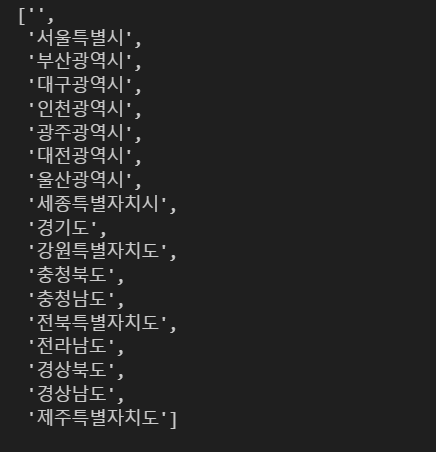 ['',
'서울특별시',
'부산광역시',
'대구광역시',
'인천광역시',
'광주광역시',
'대전광역시',
'울산광역시',
'세종특별자치시',
'경기도',
'강원특별자치도',
'충청북도',
'충청남도',
'전북특별자치도',
'전라남도',
'경상북도',
'경상남도',
'제주특별자치도']